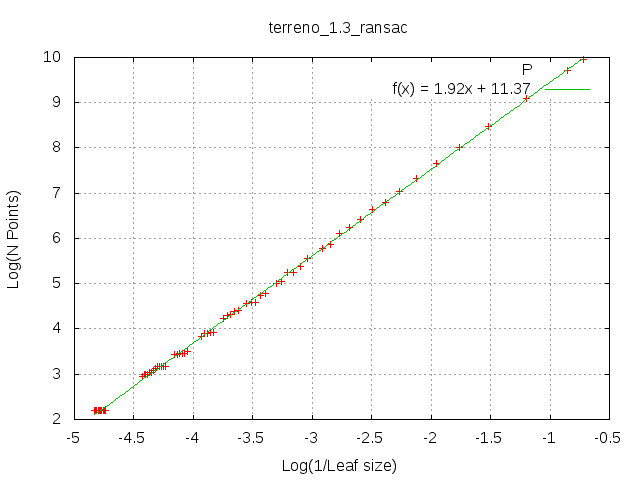 terreno_1.3_ransac
10
9
8
7
6
5
4
3
2
Log(N Points)
P
f(x) = 1.92x + 11.37
-5 -4.5 -4 -3.5 -3 -2.5 -2 -1.5 -1 -0.5
Log(1/Leaf size)